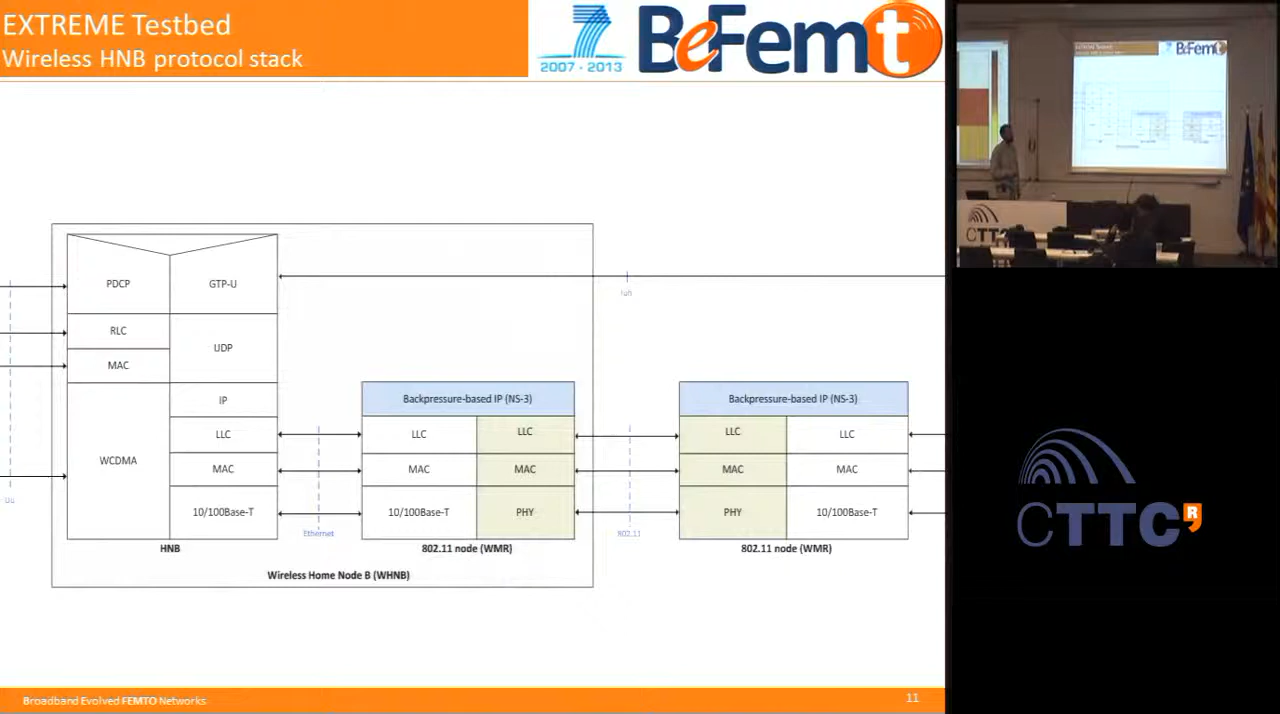 EXTREME Testbed
Wireless HNB protocol stack
2007 - 2013
BeFemt
PDCP
GTP-U
RLC
UDP
MAC
WCDMA
IP
LLC
MAC
10/100Base-T
HNB
Iuh
Uu
Ethernet
Backpressure-based IP (NS-3)
LLC
LLC
MAC
MAC
10/100Base-T
PHY
802.11 node (WMR)
Wireless Home Node B (WHNB)
802.11
Backpressure-based IP (NS-3)
LLC
LLC
MAC
MAC
PHY
10/100Base-T
802.11 node (WMR)
Broadband Evolved FEMTO Networks
11
BeFemt
CTTC
CTTC R